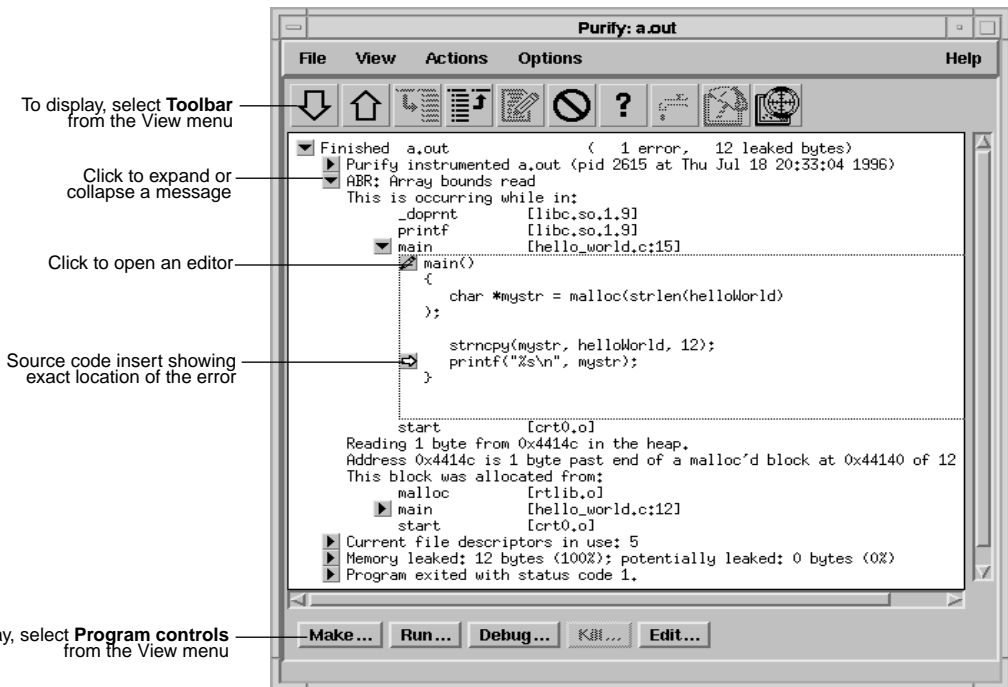 Purify: a.out
File View Actions Options Help
To display, select Toolbar
from the View menu
?
Finished a.out ( 1 error, 12 leaked bytes)
Purify instrumented a.out (pid 2615 at Thu Jul 18 20:33:04 1996)
Click to expand or
collapse a message
ABR: Array bounds read
This is occurring while in:
_doprnt [libc.so.1.9]
printf [libc.so.1.9]
main [hello_world.c:15]
Click to open an editor
main()
{
char *mystr = malloc(strlen(helloWorld)
);
strncpy(mystr, helloWorld, 12);
Source code insert showing
exact location of the error
printf("%s\n", mystr);
}
start [crt0.o]
Reading 1 byte from 0x4414c in the heap.
Address 0x4414c is 1 byte past end of a malloc'd block at 0x44140 of 12
This block was allocated from:
malloc [rtlib.o]
main [hello_world.c:12]
start [crt0.o]
Current file descriptors in use: 5
Memory leaked: 12 bytes (100%); potentially leaked: 0 bytes (0%)
Program exited with status code 1.
ay, select Program controls
from the View menu
Make... Run... Debug... Kill... Edit...